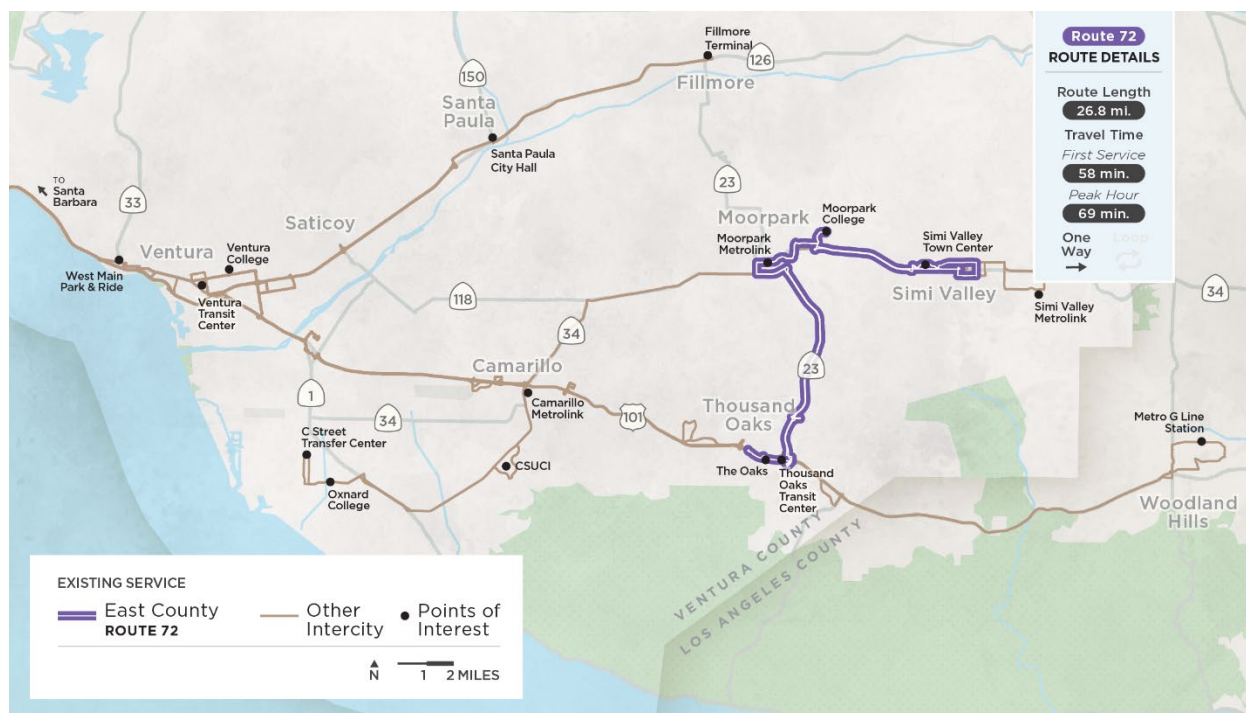 Fillmore
Terminal
126
Fillmore
150
Santa
Paula
Santa Paula
City Hall
TO
Santa
Barbara
33
Saticoy
Ventura
Ventura
College
West Main
Park & Ride
Ventura
Transit
Center
118
23
Moorpark
Moorpark
College
Moorpark
Metrolink
Simi Valley
Town Center
Simi Valley
Simi Valley
Metrolink
34
34
Camarillo
Camarillo
Metrolink
1
34
101
23
Thousand
Oaks
C Street
Transfer Center
CSUCI
Oxnard
College
The Oaks
Thousand
Oaks
Transit
Center
Metro G Line
Station
Woodland
Hills
VENTURA COUNTY
LOS ANGELES COUNTY
Route 72
ROUTE DETAILS
Route Length
26.8 mi.
Travel Time
First Service
58 min.
Peak Hour
69 min.
One
Way
Loop
EXISTING SERVICE
East County
ROUTE 72
Other
Intercity
Points of
Interest
N
1 2 MILES